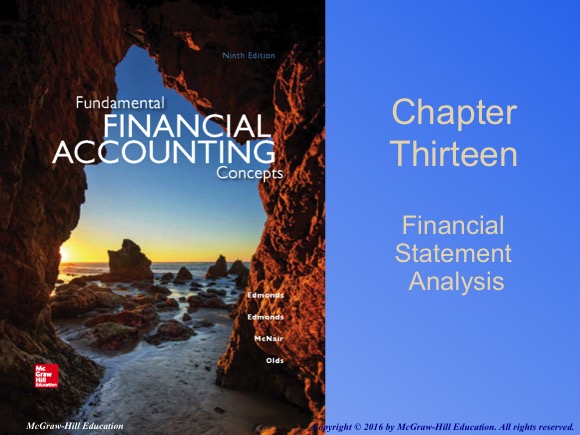 Ninth Edition
Fundamental
FINANCIAL
ACCOUNTING
Concepts
Edmonds
Edmonds
McNair
Olds
Mc
Graw
Hill
Education
McGraw-Hill Education
Chapter
Thirteen
Financial
Statement
Analysis
Copyright © 2016 by McGraw-Hill Education. All rights reserved.